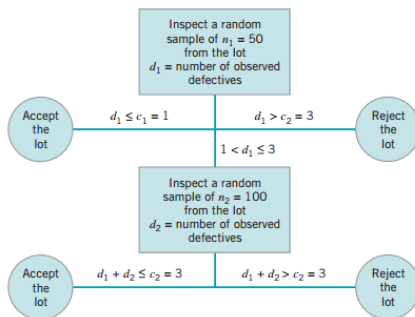 Inspect a random
sample of n₁ = 50
from the lot
d₁ = number of observed
defectives
Accept
the
lot
d₁ ≤ c₁ = 1
d₁ > c₂ = 3
Reject
the
lot
1 < d₁ ≤ 3
Inspect a random
sample of n₂ = 100
from the lot
d₂ = number of observed
defectives
Accept
the
lot
d₁ + d₂ ≤ c₂ = 3
d₁ + d₂ > c₂ = 3
Reject
the
lot